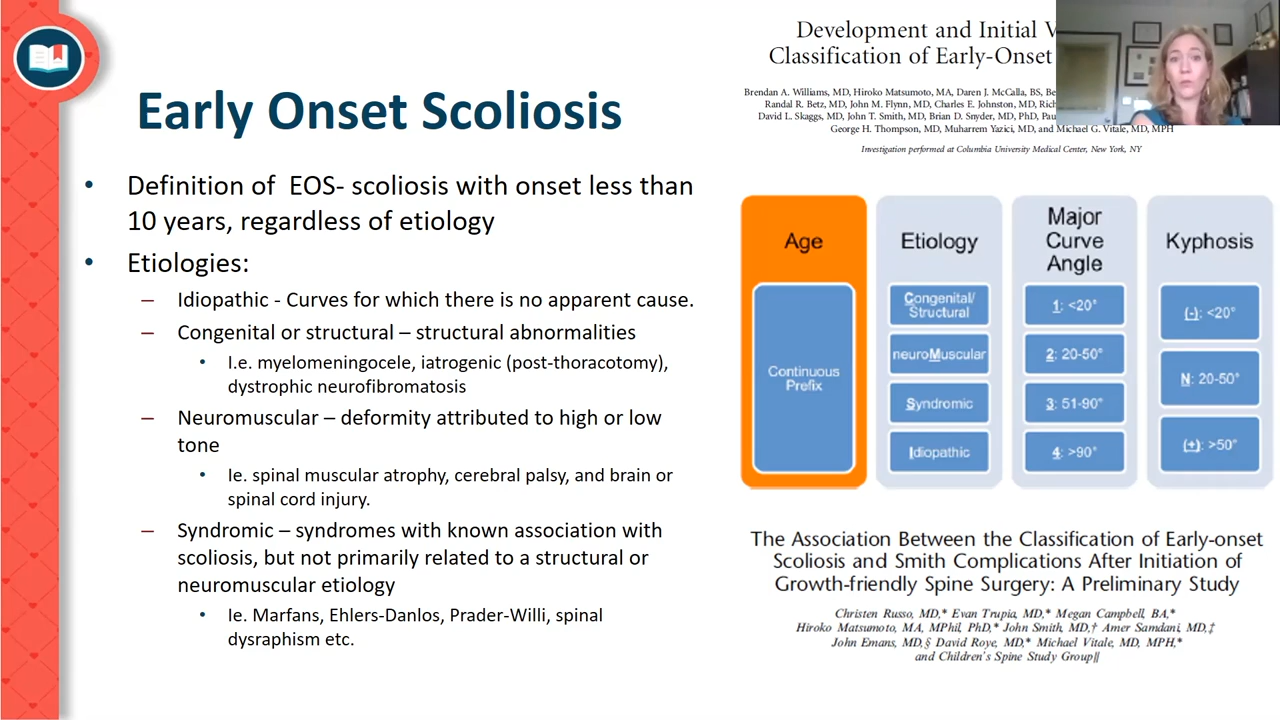 Early Onset Scoliosis
• Definition of EOS- scoliosis with onset less than
10 years, regardless of etiology
• Etiologies:
– Idiopathic - Curves for which there is no apparent cause.
– Congenital or structural – structural abnormalities
• I.e. myelomeningocele, iatrogenic (post-thoracotomy),
dystrophic neurofibromatosis
– Neuromuscular – deformity attributed to high or low
tone
• Ie. spinal muscular atrophy, cerebral palsy, and brain or
spinal cord injury.
– Syndromic – syndromes with known association with
scoliosis, but not primarily related to a structural or
neuromuscular etiology
• Ie. Marfans, Ehlers-Danlos, Prader-Willi, spinal
dysraphism etc.
Development and Initial
Classification of Early-Onset
Brendan A. Williams, MD, Hiroko Matsumoto, MA, Daren J. McCalla, BS,
Randal R. Betz, MD, John M. Flynn, MD, Charles E. Johnston, MD,
David L. Skaggs, MD, John T. Smith, MD, Brian D. Snyder, MD, PhD,
George H. Thompson, MD, Muharrem Yazici, MD, and Michael G. Vitale, MD, MPH
Investigation performed at Columbia University Medical Center, New York, NY
Age
Continuous
Prefix
Etiology
Congenital/
Structural
neuroMuscular
Syndromic
Idiopathic
Major
Curve
Angle
1: <20°
2: 20-50°
3: 51-90°
4: >90°
Kyphosis
(-): <20°
N: 20-50°
(+): >50°
The Association Between the Classification of Early-onset
Scoliosis and Smith Complications After Initiation of
Growth-friendly Spine Surgery: A Preliminary Study
Christen Russo, MD,* Evan Trupia, MD,* Megan Campbell, BA,*
Hiroko Matsumoto, MA, MPhil, PhD,* John Smith, MD,† Amer Samdani, MD,‡
John Emans, MD,§ David Roye, MD,* Michael Vitale, MD, MPH,*
and Children's Spine Study Group||